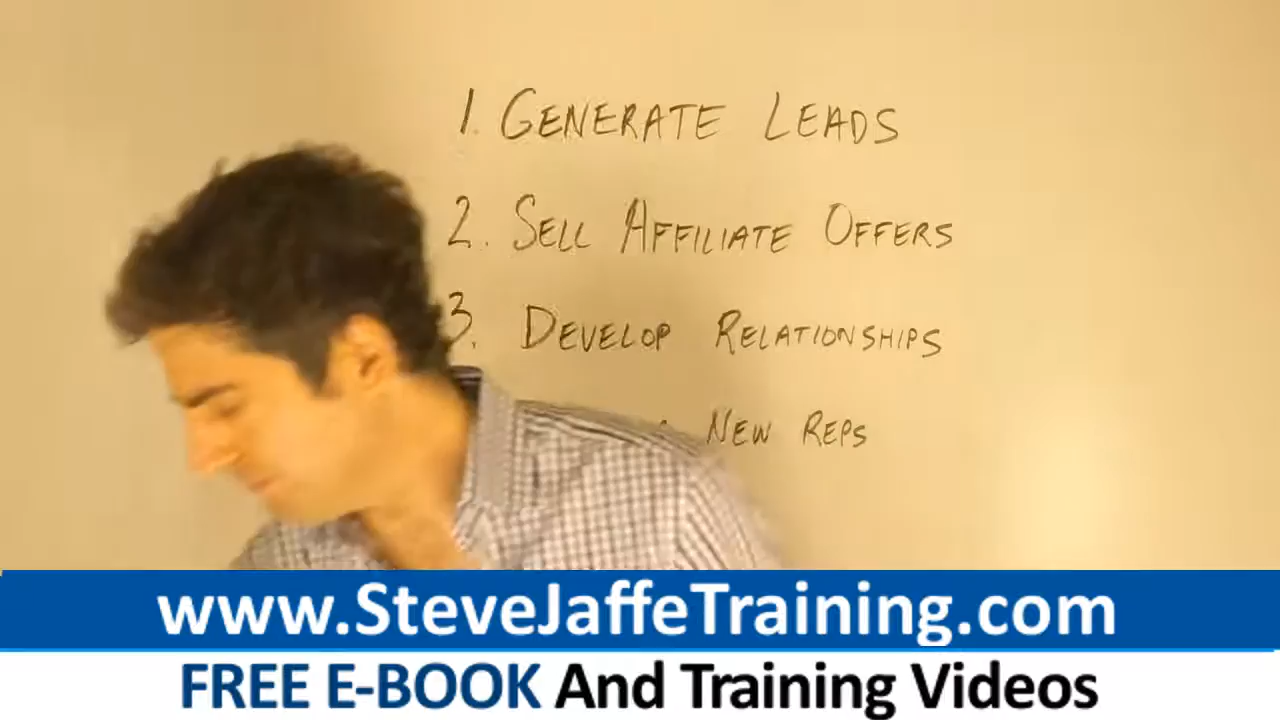 1. GENERATE LEADS
2. SELL AFFILIATE OFFERS
3. DEVELOP RELATIONSHIPS
NEW REPS
www.SteveJaffeTraining.com
FREE E-BOOK And Training Videos